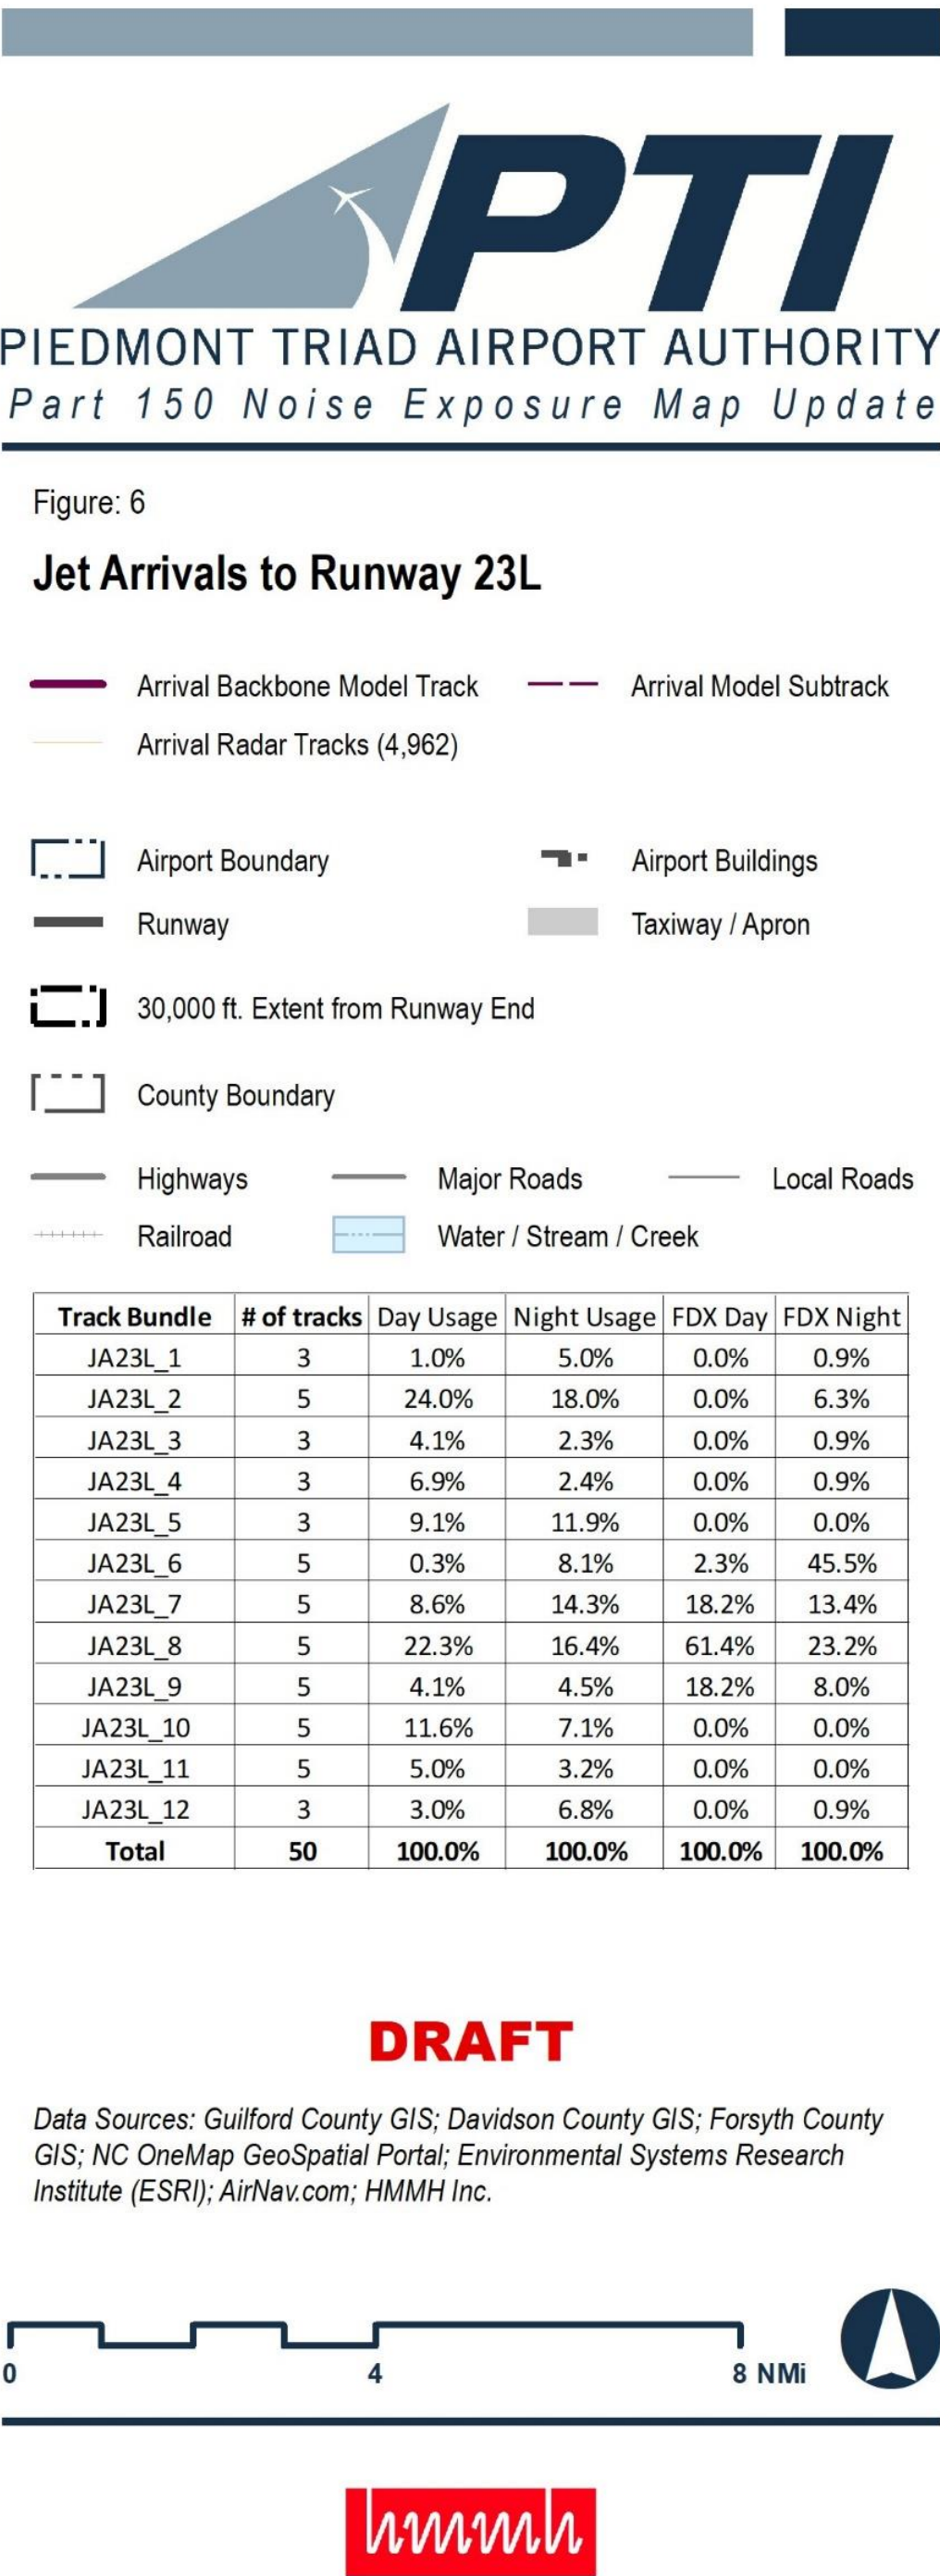 PTI
PIEDMONT TRIAD AIRPORT AUTHORITY
Part 150 Noise Exposure Map Update
Figure: 6
Jet Arrivals to Runway 23L
Arrival Backbone Model Track Arrival Model Subtrack
Arrival Radar Tracks (4,962)
Airport Boundary Airport Buildings
Runway Taxiway / Apron
30,000 ft. Extent from Runway End
County Boundary
Highways Major Roads Local Roads
Railroad Water / Stream / Creek
Track Bundle # of tracks Day Usage Night Usage FDX Day FDX Night
JA23L_1 3 1.0% 5.0% 0.0% 0.9%
JA23L_2 5 24.0% 18.0% 0.0% 6.3%
JA23L_3 3 4.1% 2.3% 0.0% 0.9%
JA23L_4 3 6.9% 2.4% 0.0% 0.9%
JA23L_5 3 9.1% 11.9% 0.0% 0.0%
JA23L_6 5 0.3% 8.1% 2.3% 45.5%
JA23L_7 5 8.6% 14.3% 18.2% 13.4%
JA23L_8 5 22.3% 16.4% 61.4% 23.2%
JA23L_9 5 4.1% 4.5% 18.2% 8.0%
JA23L_10 5 11.6% 7.1% 0.0% 0.0%
JA23L_11 5 5.0% 3.2% 0.0% 0.0%
JA23L_12 3 3.0% 6.8% 0.0% 0.9%
Total 50 100.0% 100.0% 100.0% 100.0%
DRAFT
Data Sources: Guilford County GIS; Davidson County GIS; Forsyth County
GIS; NC OneMap GeoSpatial Portal; Environmental Systems Research
Institute (ESRI); AirNav.com; HMMH Inc.
0 4 8 NMi
hmmh